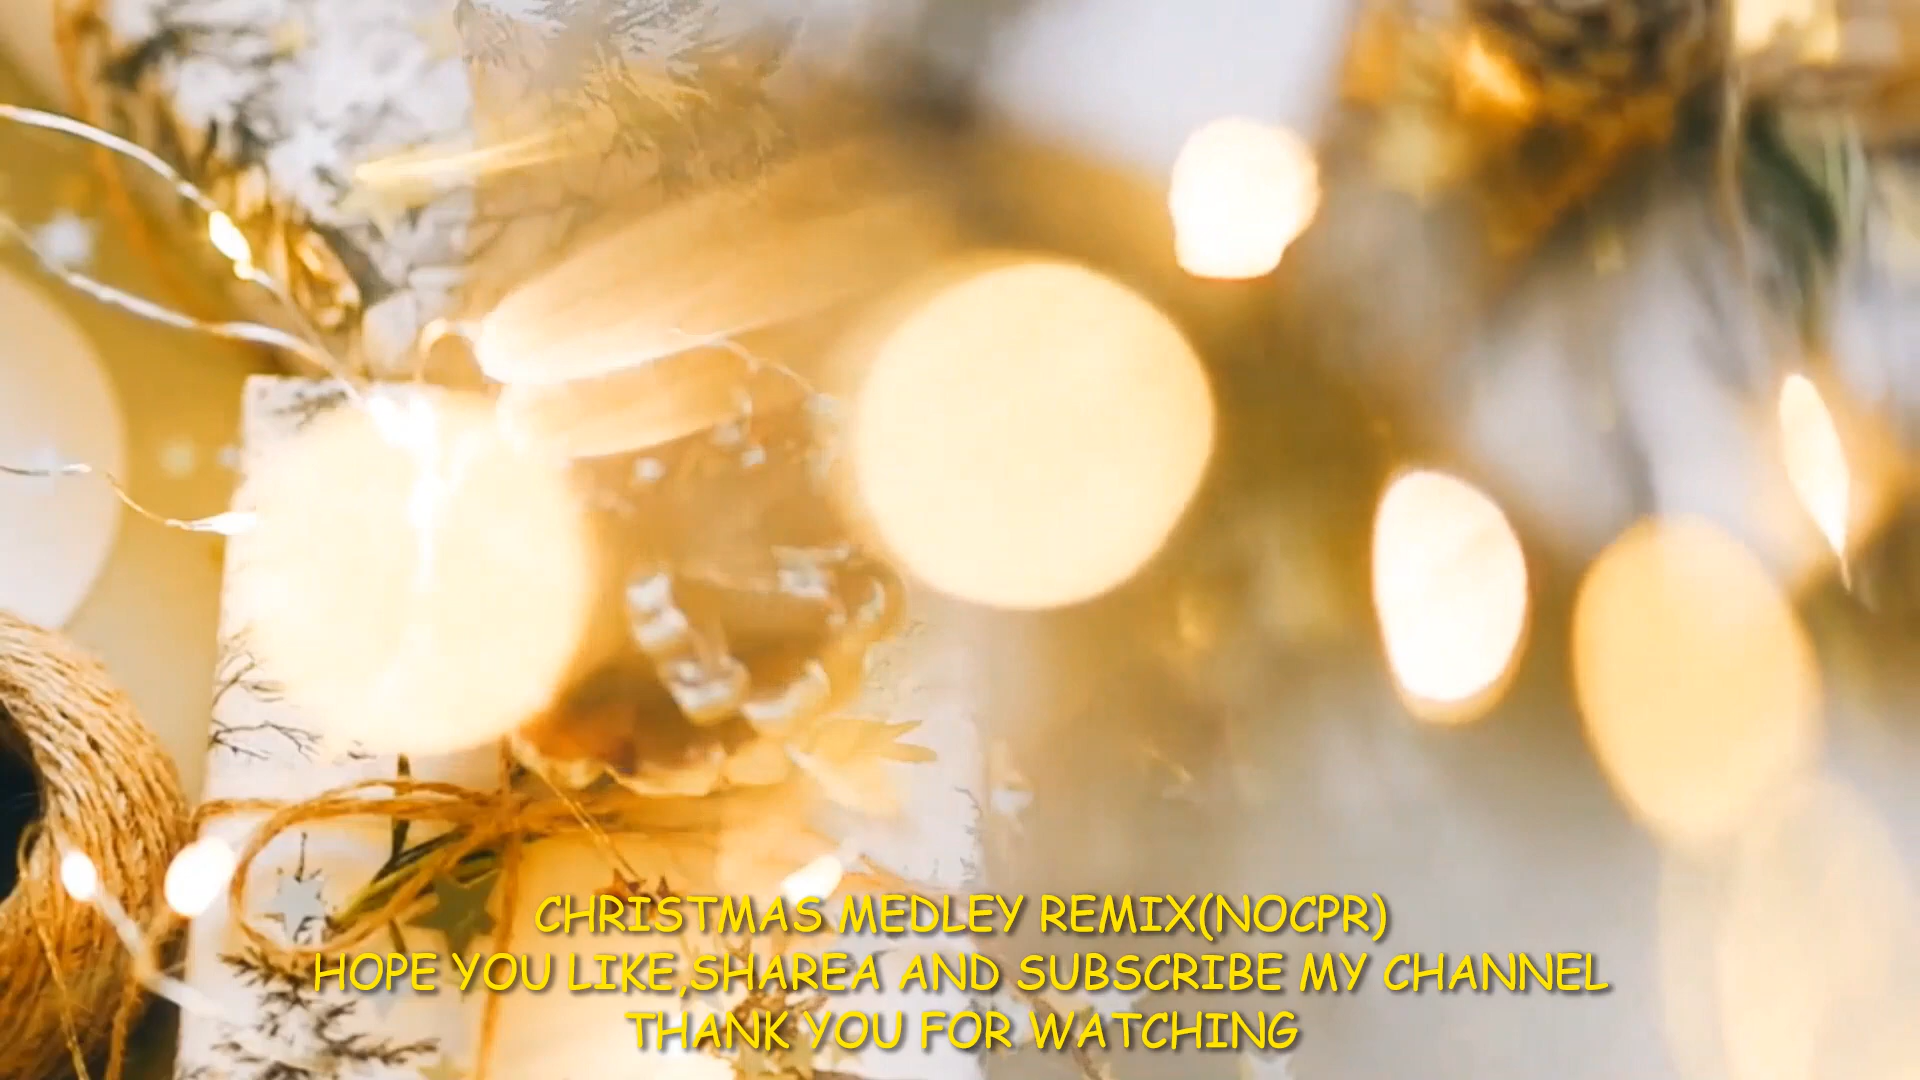 CHRISTMAS MEDLEY REMIX(NOCPR)
HOPE YOU LIKE,SHAREA AND SUBSCRIBE MY CHANNEL
THANK YOU FOR WATCHING